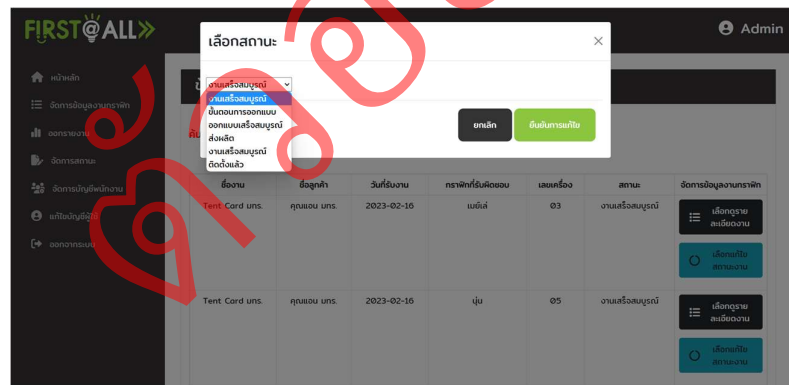 FIRST@ALL
Admin
เลือกสถานะ
งานเสร็จสมบูรณ์
งานเสร็จสมบูรณ์
ขั้นตอนการออกแบบ
ออกแบบเสร็จสมบูรณ์
ส่งผลิต
งานเสร็จสมบูรณ์
ติดตั้งแล้ว
ยกเลิก
ยืนยันการแก้ไข
หน้าหลัก
จัดการข้อมูลงานกราฟิก
ออกรายงาน
จัดการสถานะ
จัดการบัญชีพนักงาน
แก้ไขบัญชีผู้ใช้
ออกจากระบบ
ชื่องาน ชื่อลูกค้า วันที่รับงาน กราฟิกที่รับผิดชอบ เลขเครื่อง สถานะ จัดการข้อมูลงานกราฟิก
Tent Card มทร. คุณแอน มทร. 2023-02-16 เมย์เล่ 03 งานเสร็จสมบูรณ์
เลือกดูราย
ละเอียดงาน
เลือกแก้ไข
สถานะงาน
Tent Card มทร. คุณแอน มทร. 2023-02-16 นุ่น 05 งานเสร็จสมบูรณ์
เลือกดูราย
ละเอียดงาน
เลือกแก้ไข
สถานะงาน